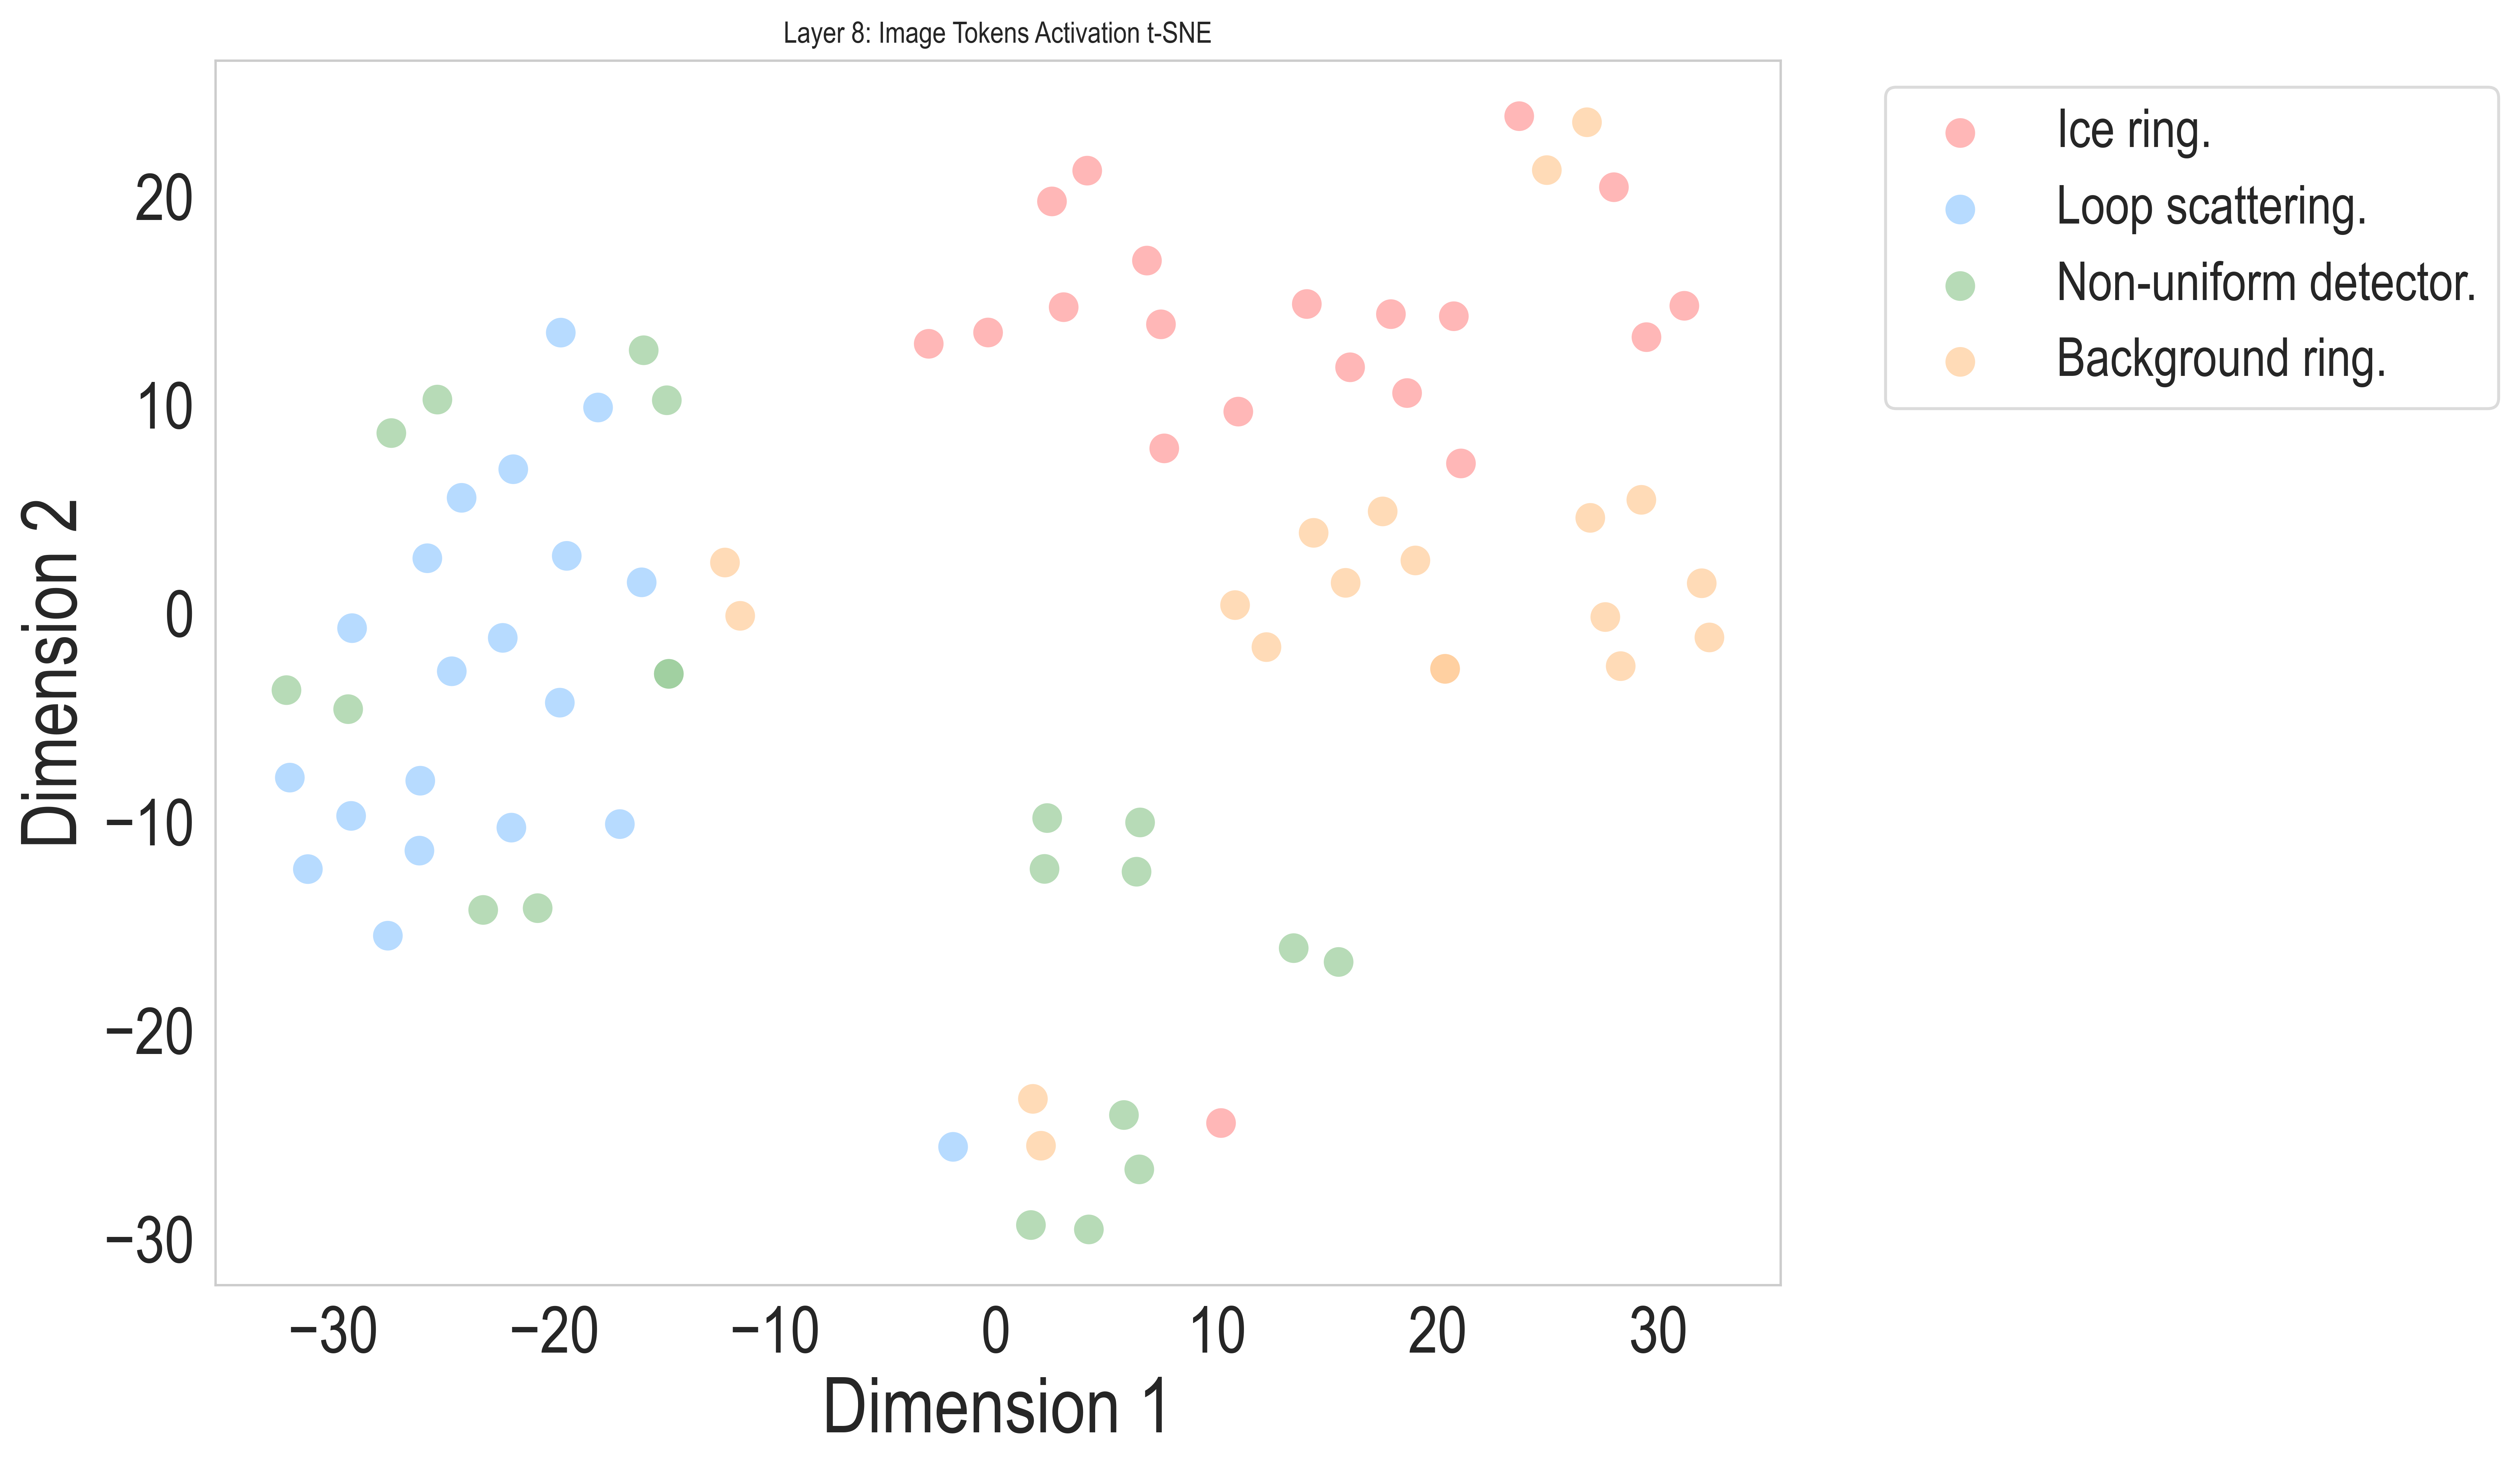 Layer 8: Image Tokens Activation t-SNE
Ice ring.
Loop scattering.
Non-uniform detector.
Background ring.
20
10
0
−10
−20
−30
Dimension 2
−30 −20 −10 0 10 20 30
Dimension 1